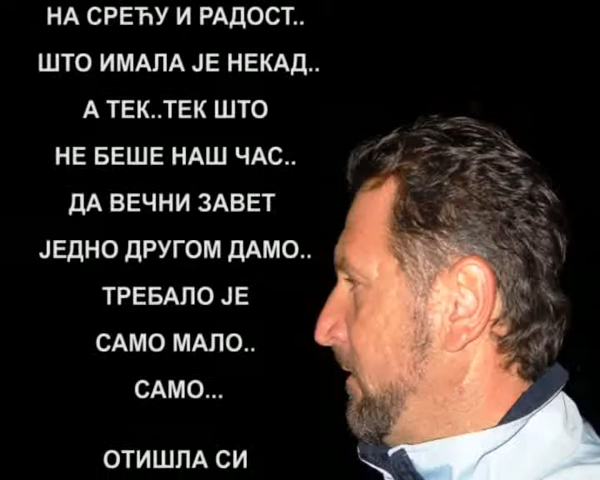 НА СРЕЋУ И РАДОСТ..
ШТО ИМАЛА ЈЕ НЕКАД..
А ТЕК..ТЕК ШТО
НЕ БЕШЕ НАШ ЧАС..
ДА ВЕЧНИ ЗАВЕТ
ЈЕДНО ДРУГОМ ДАМО..
ТРЕБАЛО ЈЕ
САМО МАЛО..
САМО...
ОТИШЛА СИ